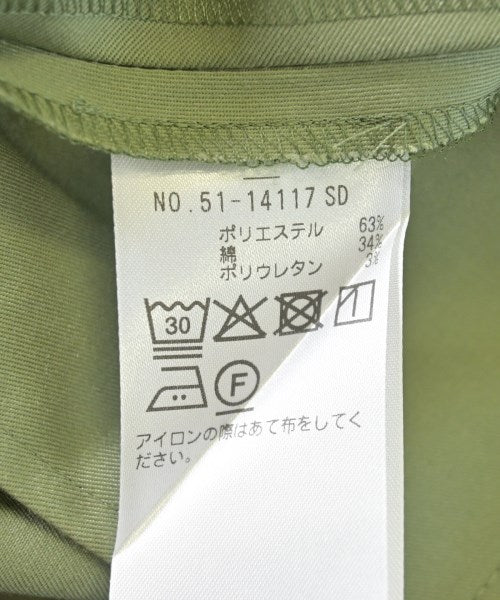 NO.51-14117 SD
ポリエステル 63%
綿 34%
ポリウレタン 3%
30
F
アイロンの際はあて布をしてく
ださい。